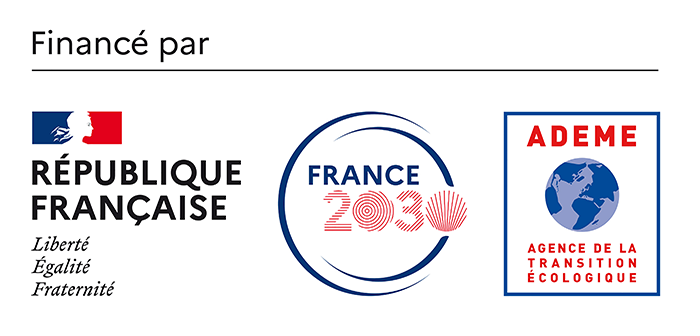 Financé par
RÉPUBLIQUE
FRANÇAISE
Liberté
Égalité
Fraternité
FRANCE
2030
ADEME
AGENCE DE LA
TRANSITION
ÉCOLOGIQUE